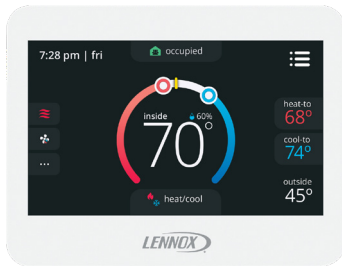 7:28 pm | fri
occupied
inside
60%
70°
heat-to
68°
cool-to
74°
outside
45°
heat/cool
LENNOX